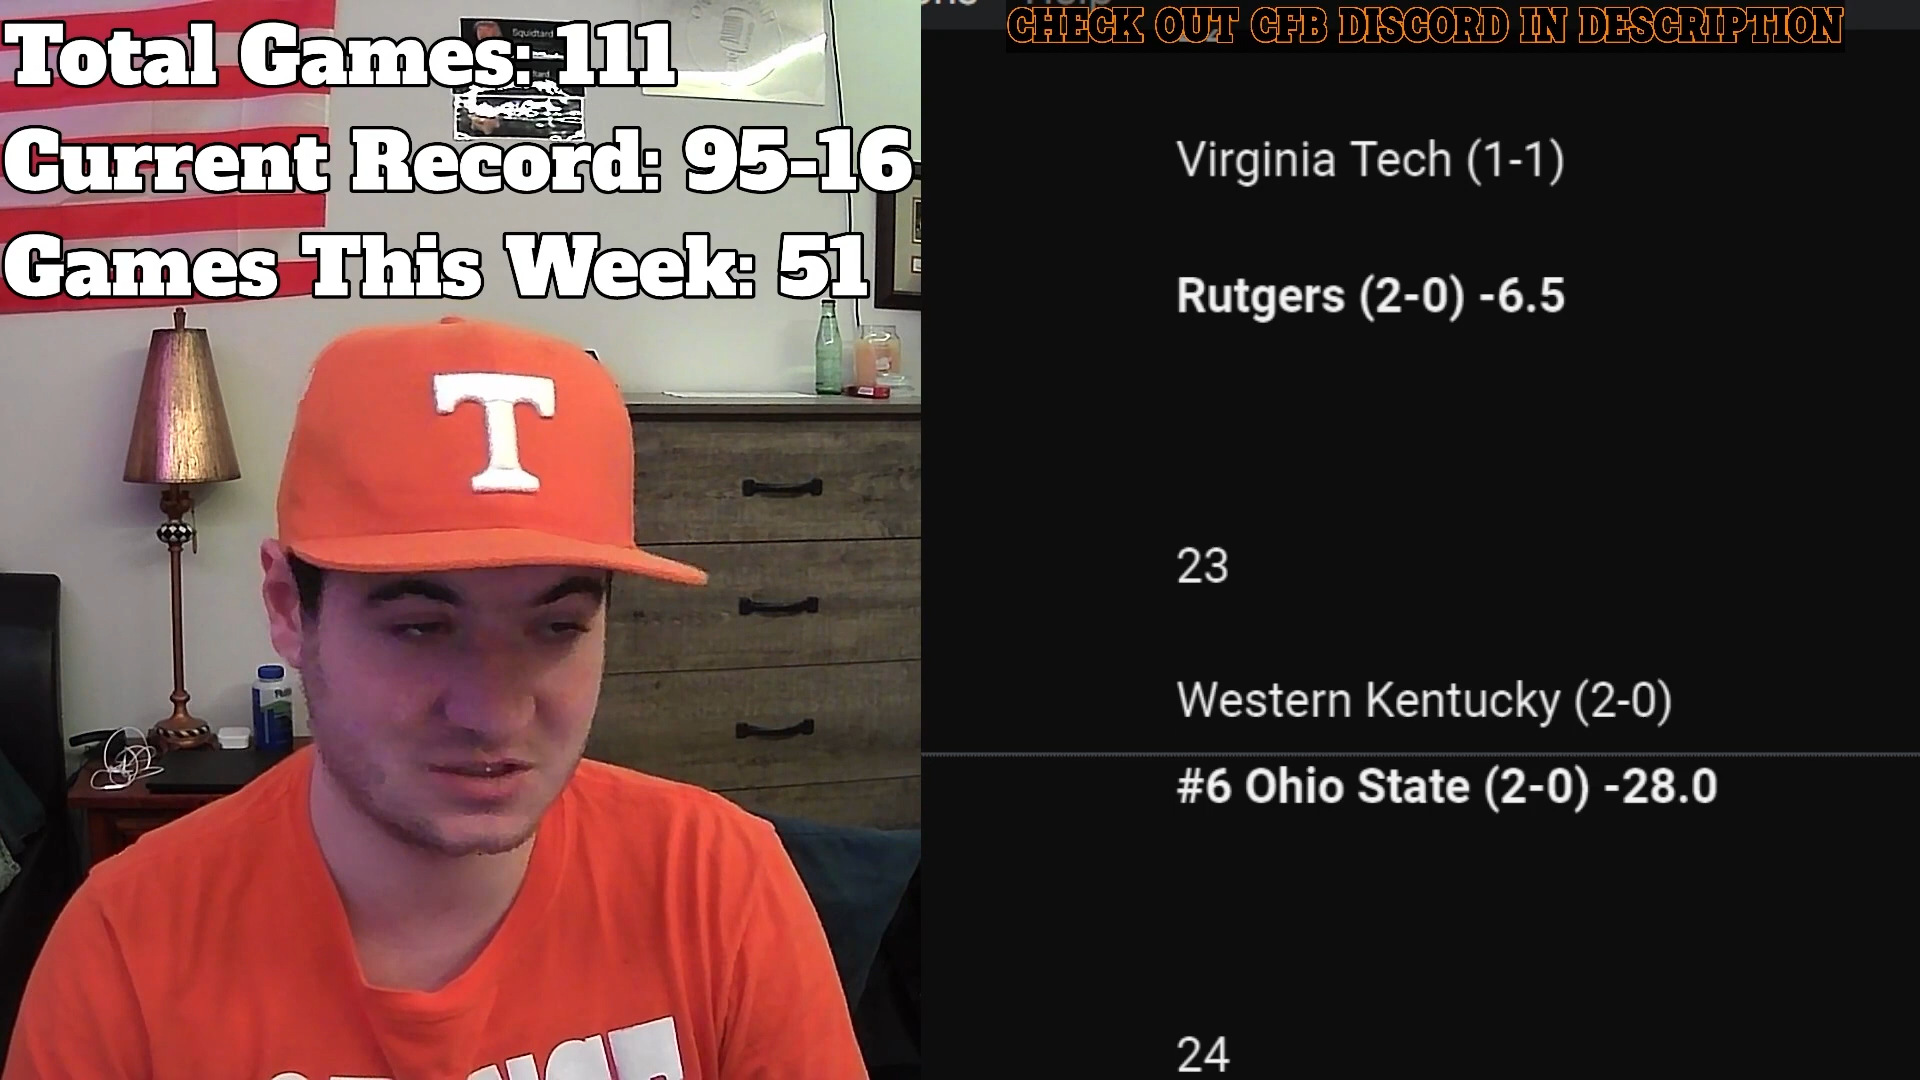 Total Games: 111
Current Record: 95-16
Games This Week: 51
Squidtard
T
CHECK OUT CFB DISCORD IN DESCRIPTION
Help
Virginia Tech (1-1)
Rutgers (2-0) -6.5
23
Western Kentucky (2-0)
#6 Ohio State (2-0) -28.0
24